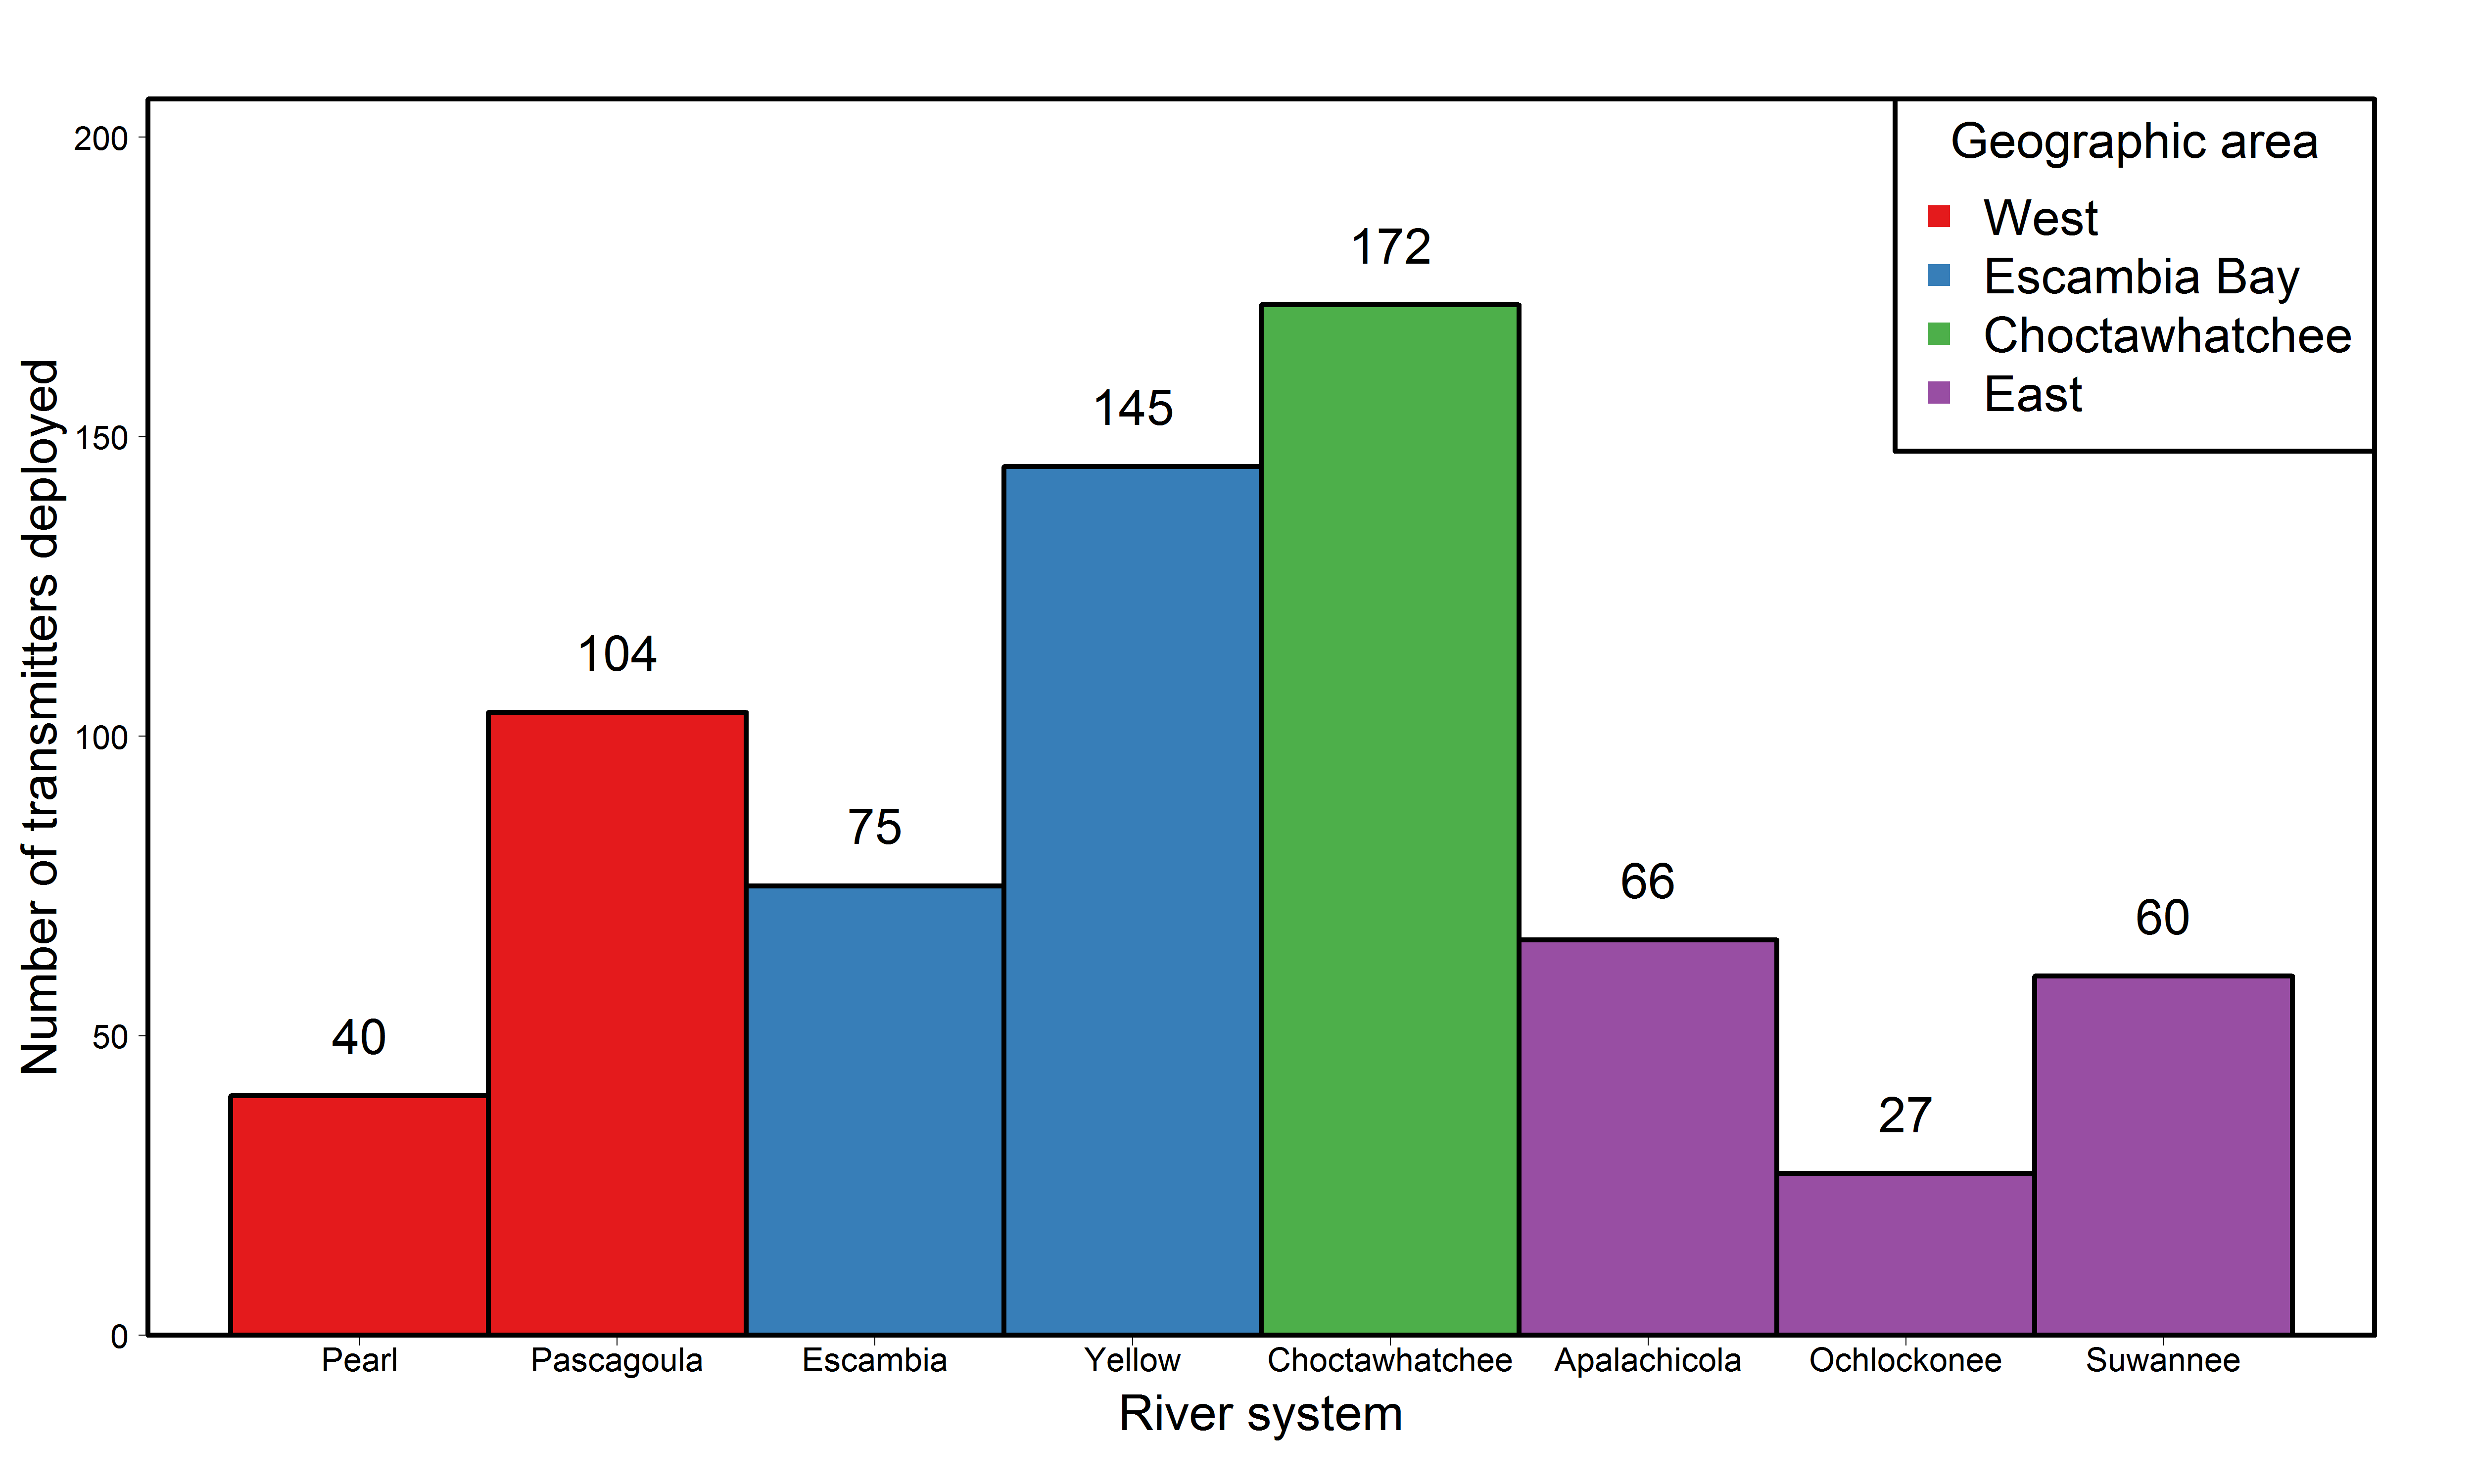 Number of transmitters deployed
200
150
100
50
0
40
104
75
145
172
66
27
60
Geographic area
West
Escambia Bay
Choctawhatchee
East
Pearl
Pascagoula
Escambia
Yellow
Choctawhatchee
Apalachicola
Ochlockonee
Suwannee
River system